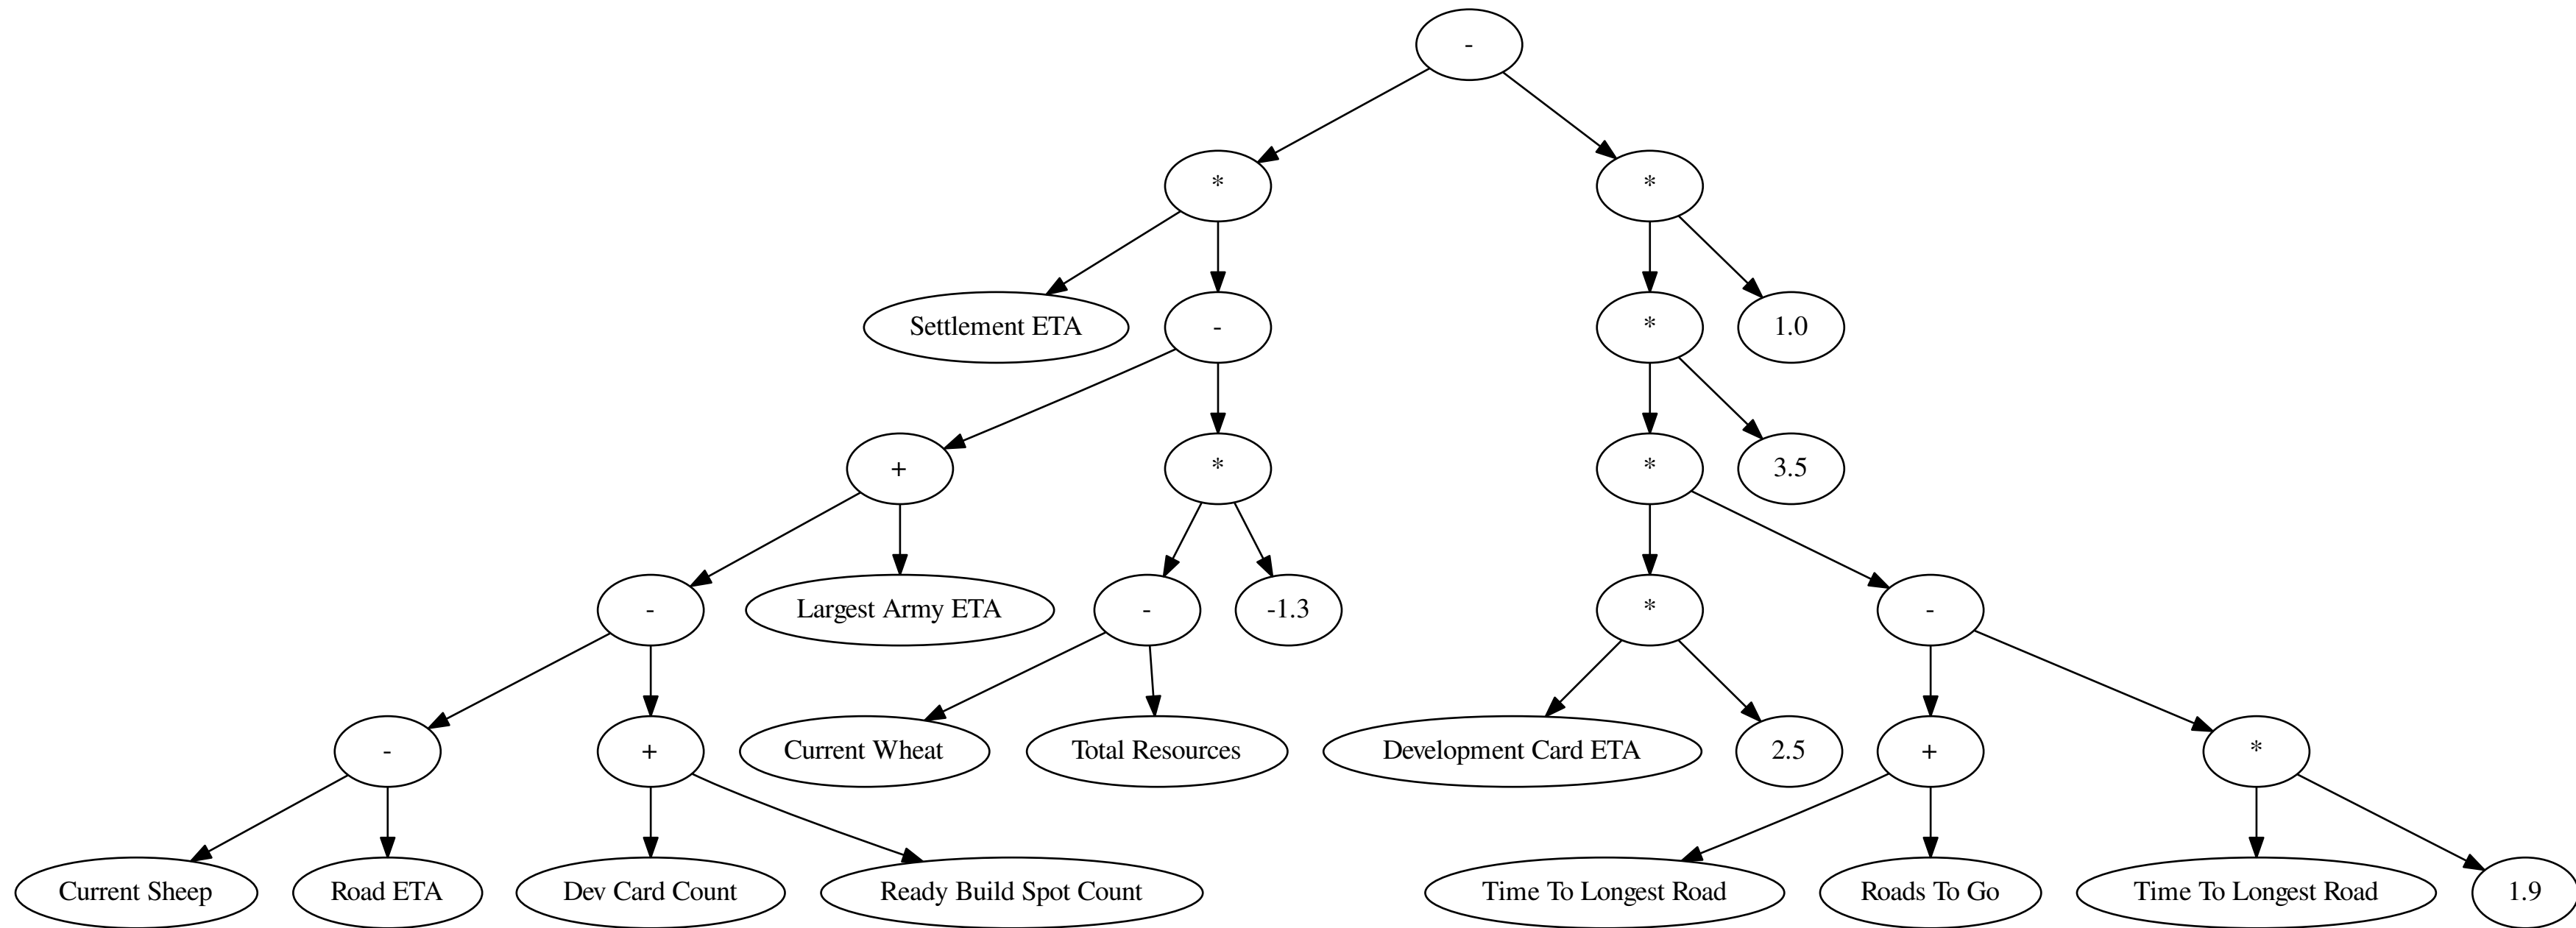 -
*
*
Settlement ETA
-
*
1.0
+
*
*
3.5
-
Largest Army ETA
-
-1.3
*
-
-
+
Current Wheat
Total Resources
Development Card ETA
2.5
+
*
Current Sheep
Road ETA
Dev Card Count
Ready Build Spot Count
Time To Longest Road
Roads To Go
Time To Longest Road
1.9